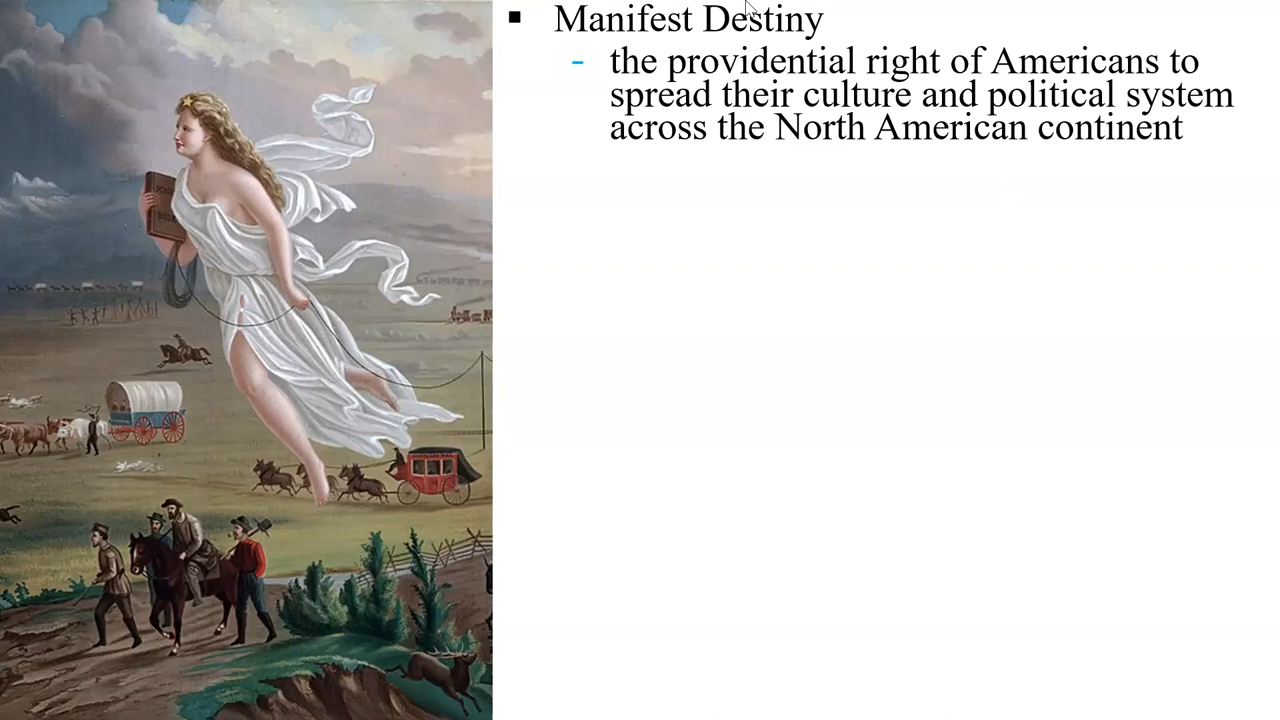 ▪ Manifest Destiny
- the providential right of Americans to
spread their culture and political system
across the North American continent